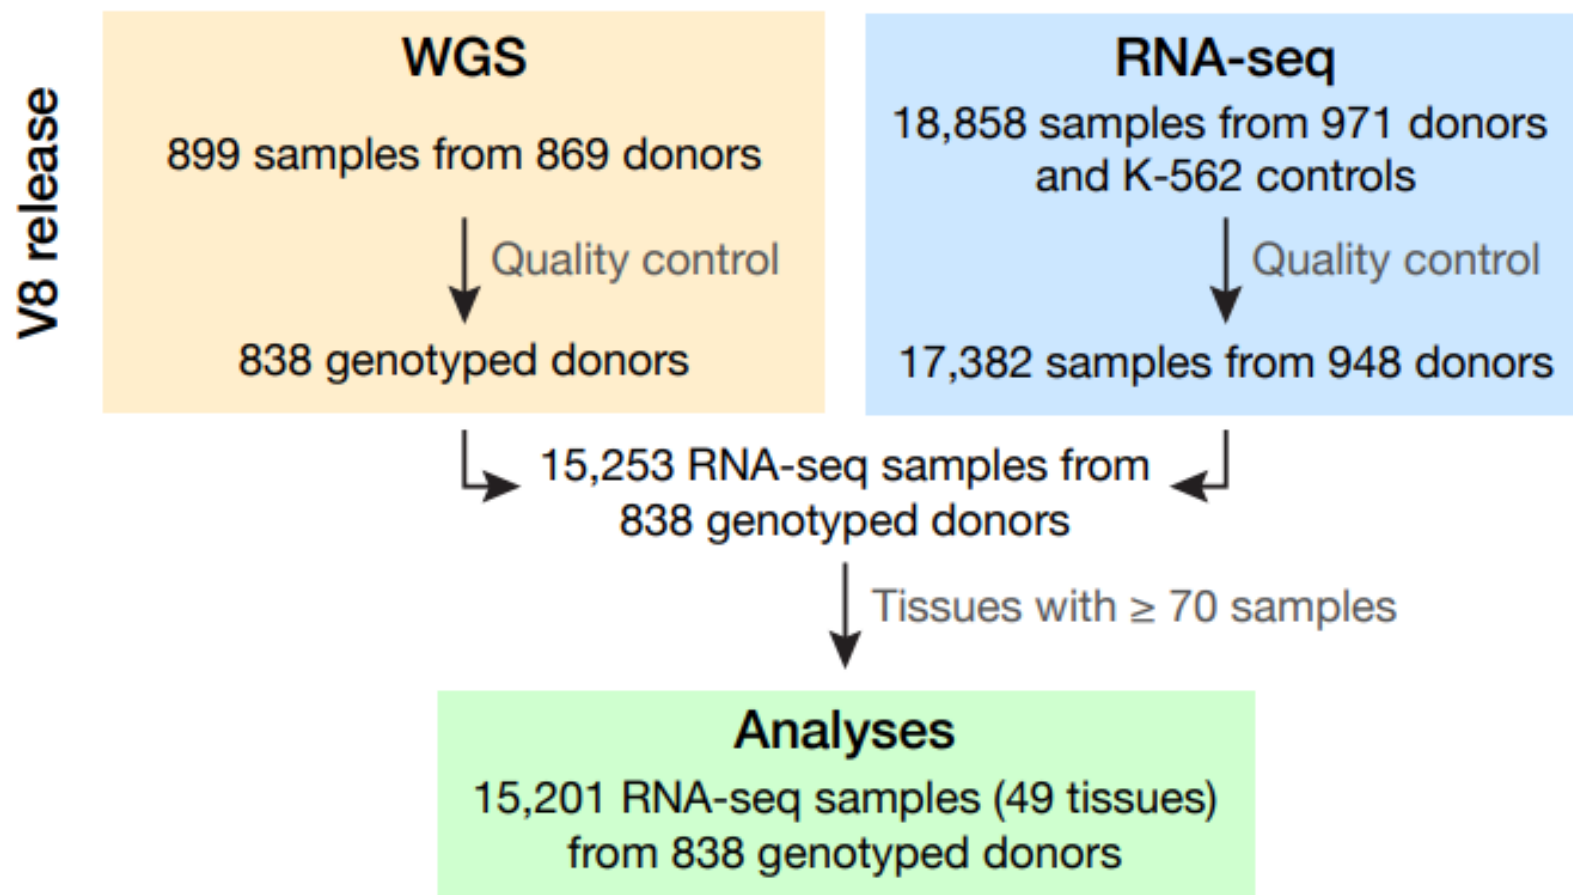 V8 release
WGS
899 samples from 869 donors
Quality control
838 genotyped donors
RNA-seq
18,858 samples from 971 donors
and K-562 controls
Quality control
17,382 samples from 948 donors
15,253 RNA-seq samples from
838 genotyped donors
Tissues with ≥ 70 samples
Analyses
15,201 RNA-seq samples (49 tissues)
from 838 genotyped donors